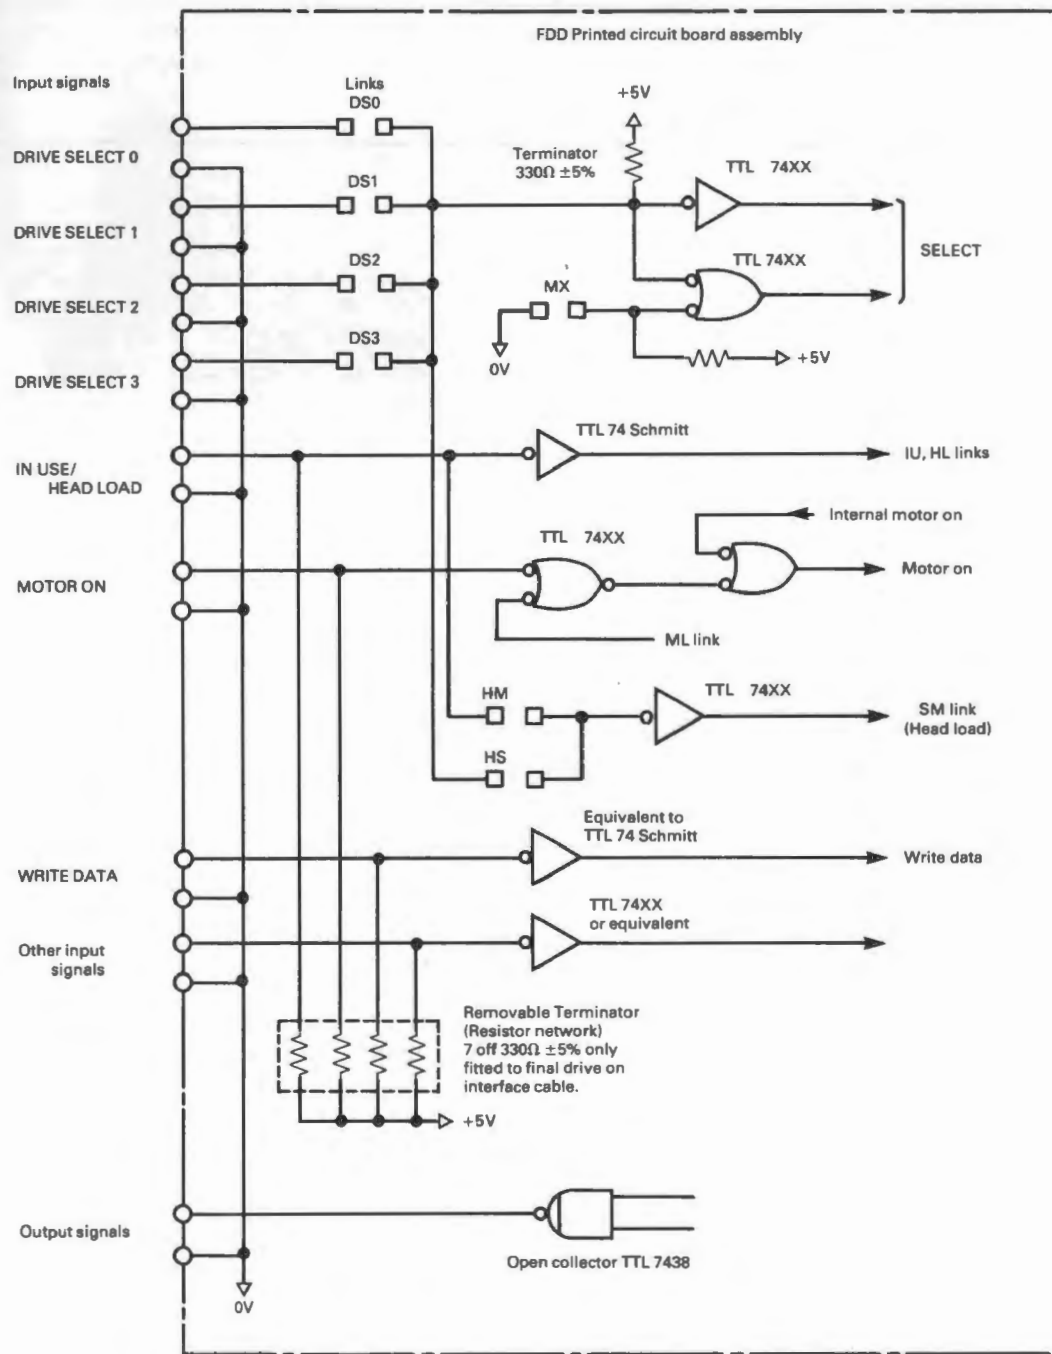 FDD Printed circuit board assembly
Input signals
Links
DS0
+5V
DRIVE SELECT 0
Terminator
330Ω ±5%
TTL 74XX
DS1
DRIVE SELECT 1
SELECT
DS2
TTL 74XX
MX
DRIVE SELECT 2
DS3
0V
+5V
DRIVE SELECT 3
TTL 74 Schmitt
IN USE/
HEAD LOAD
IU, HL links
Internal motor on
TTL 74XX
MOTOR ON
Motor on
ML link
HM
TTL 74XX
SM link
(Head load)
HS
Equivalent to
TTL 74 Schmitt
WRITE DATA
Write data
TTL 74XX
or equivalent
Other input
signals
Removable Terminator
(Resistor network)
7 off 330Ω ±5% only
fitted to final drive on
interface cable.
+5V
Output signals
Open collector TTL 7438
0V